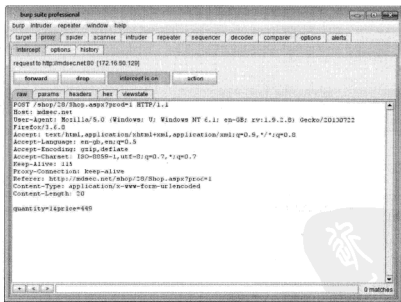 burp suite professional
burp intruder repeater window help
target proxy spider scanner intruder repeater sequencer decoder comparer options alerts
intercept options history
request to http://mdsec.net:80 [172.16.50.129]
forward drop intercept is on action
raw params headers hex viewstate
POST /shop/28/Shop.aspx?prod=1 HTTP/1.1
Host: mdsec.net
User-Agent: Mozilla/5.0 (Windows; U; Windows NT 6.1; en-GB; rv:1.9.2.8) Gecko/20100722
Firefox/3.6.8
Accept: text/html,application/xhtml+xml,application/xml;q=0.9,*/*;q=0.8
Accept-Language: en-gb,en;q=0.5
Accept-Encoding: gzip,deflate
Accept-Charset: ISO-8859-1,utf-8;q=0.7,*;q=0.7
Keep-Alive: 115
Proxy-Connection: keep-alive
Referer: http://mdsec.net/shop/28/Shop.aspx?prod=1
Content-Type: application/x-www-form-urlencoded
Content-Length: 20
quantity=1&price=449
+ < > 0 matches